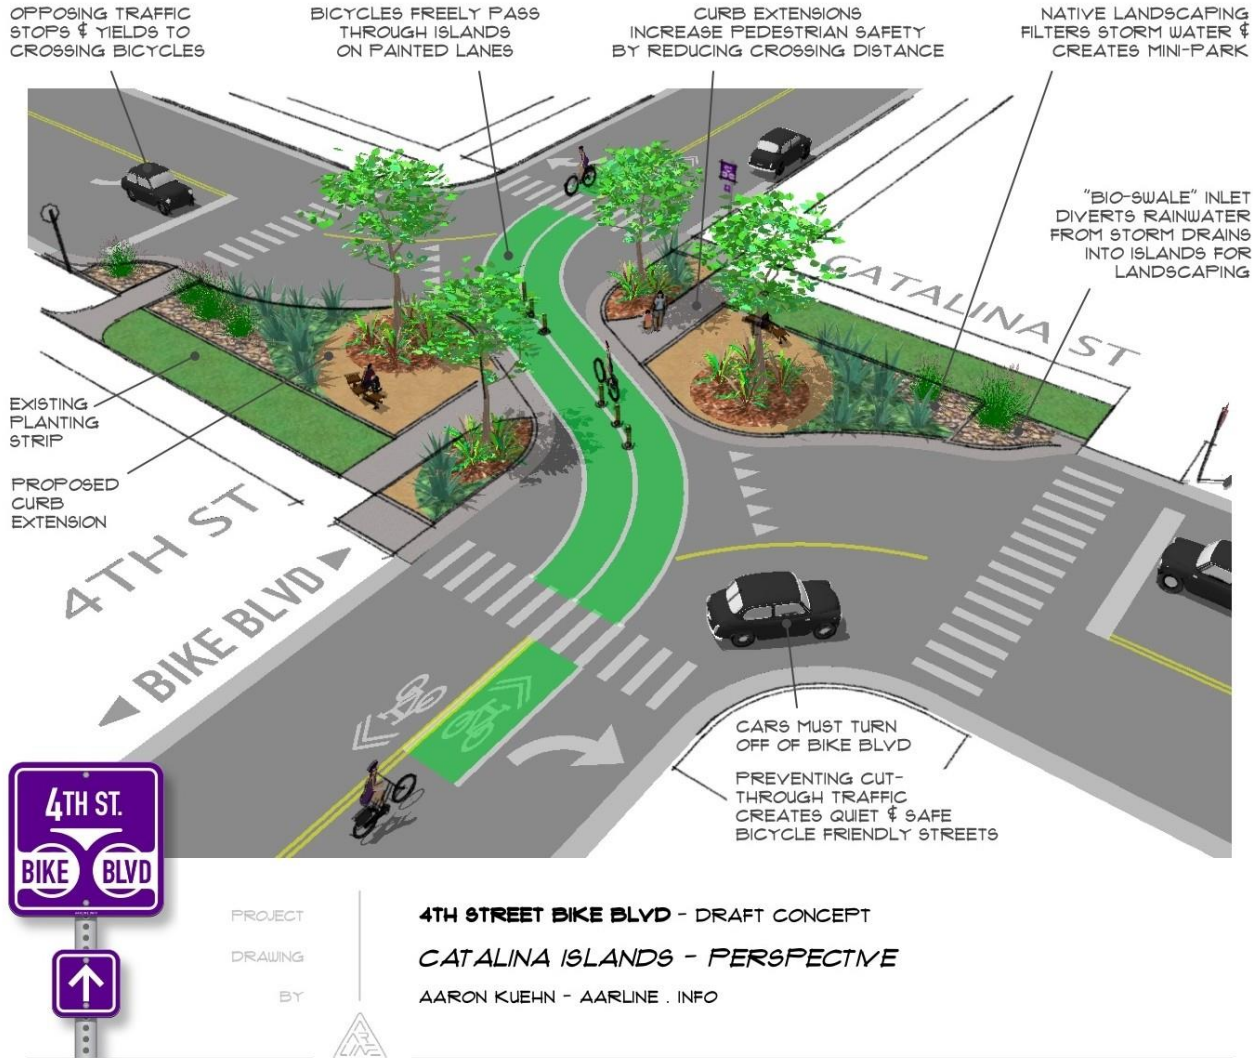 OPPOSING TRAFFIC
STOPS & YIELDS TO
CROSSING BICYCLES
BICYCLES FREELY PASS
THROUGH ISLANDS
ON PAINTED LANES
CURB EXTENSIONS
INCREASE PEDESTRIAN SAFETY
BY REDUCING CROSSING DISTANCE
NATIVE LANDSCAPING
FILTERS STORM WATER &
CREATES MINI-PARK
"BIO-SWALE" INLET
DIVERTS RAINWATER
FROM STORM DRAINS
INTO ISLANDS FOR
LANDSCAPING
CATALINA ST
EXISTING
PLANTING
STRIP
PROPOSED
CURB
EXTENSION
4TH ST
BIKE BLVD
CARS MUST TURN
OFF OF BIKE BLVD
PREVENTING CUT-
THROUGH TRAFFIC
CREATES QUIET & SAFE
BICYCLE FRIENDLY STREETS
4TH ST.
BIKE BLVD
PROJECT
4TH STREET BIKE BLVD - DRAFT CONCEPT
DRAWING
CATALINA ISLANDS - PERSPECTIVE
BY
AARON KUEHN - AARLINE . INFO
AARLINE